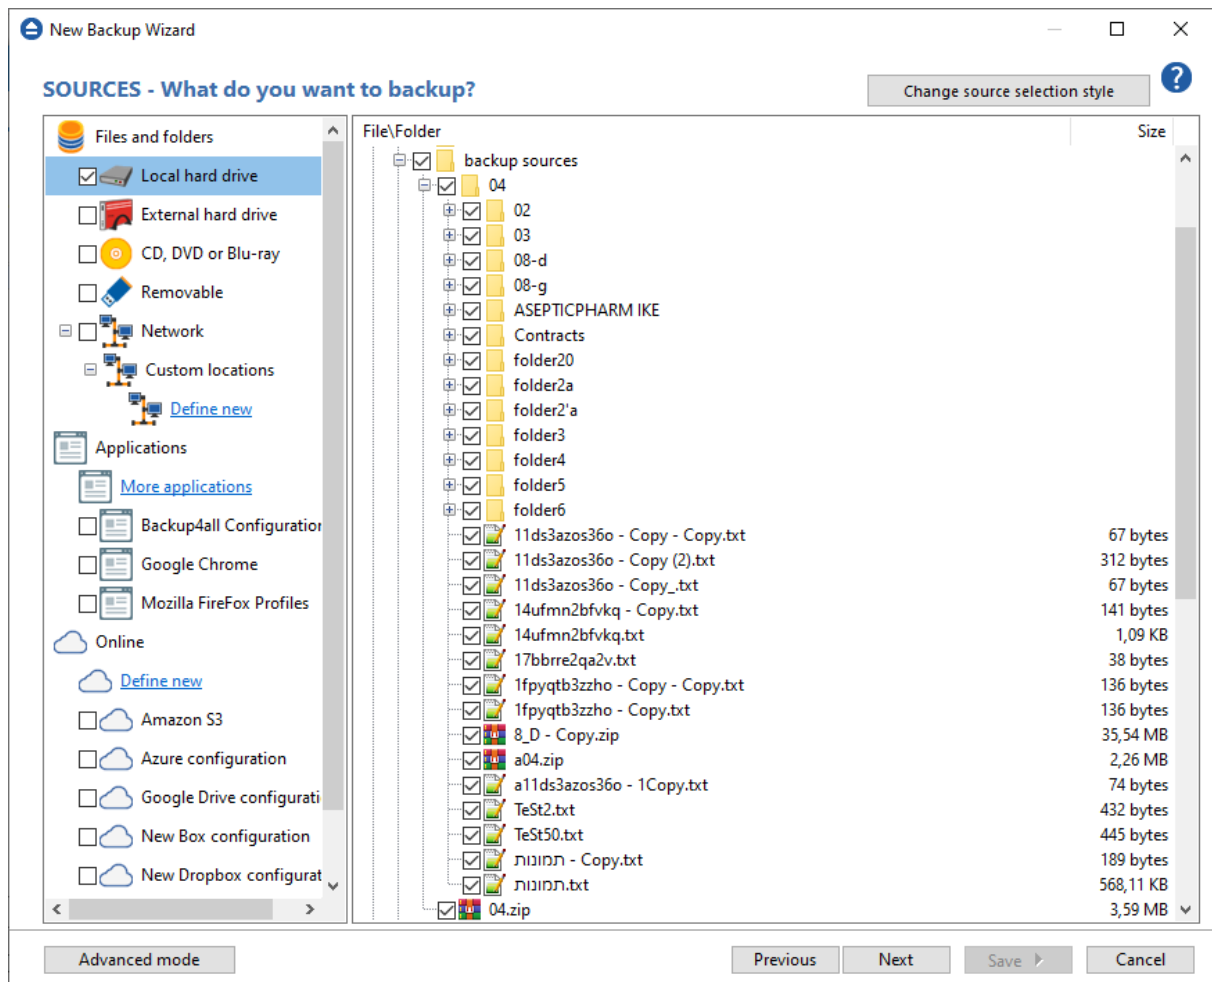 New Backup Wizard
SOURCES - What do you want to backup?
Change source selection style
?
Files and folders
Local hard drive
External hard drive
CD, DVD or Blu-ray
Removable
Network
Custom locations
Define new
Applications
More applications
Backup4all Configuration
Google Chrome
Mozilla FireFox Profiles
Online
Define new
Amazon S3
Azure configuration
Google Drive configurati
New Box configuration
New Dropbox configurat
File\Folder Size
backup sources
04
02
03
08-d
08-g
ASEPTICPHARM IKE
Contracts
folder20
folder2a
folder2'a
folder3
folder4
folder5
folder6
11ds3azos36o - Copy - Copy.txt 67 bytes
11ds3azos36o - Copy (2).txt 312 bytes
11ds3azos36o - Copy_.txt 67 bytes
14ufmn2bfvkq - Copy.txt 141 bytes
14ufmn2bfvkq.txt 1,09 KB
17bbrre2qa2v.txt 38 bytes
1fpyqtb3zzho - Copy - Copy.txt 136 bytes
1fpyqtb3zzho - Copy.txt 136 bytes
8_D - Copy.zip 35,54 MB
a04.zip 2,26 MB
a11ds3azos36o - 1Copy.txt 74 bytes
TeSt2.txt 432 bytes
TeSt50.txt 445 bytes
תמונות - Copy.txt 189 bytes
תמונות.txt 568,11 KB
04.zip 3,59 MB
Advanced mode
Previous
Next
Save
Cancel